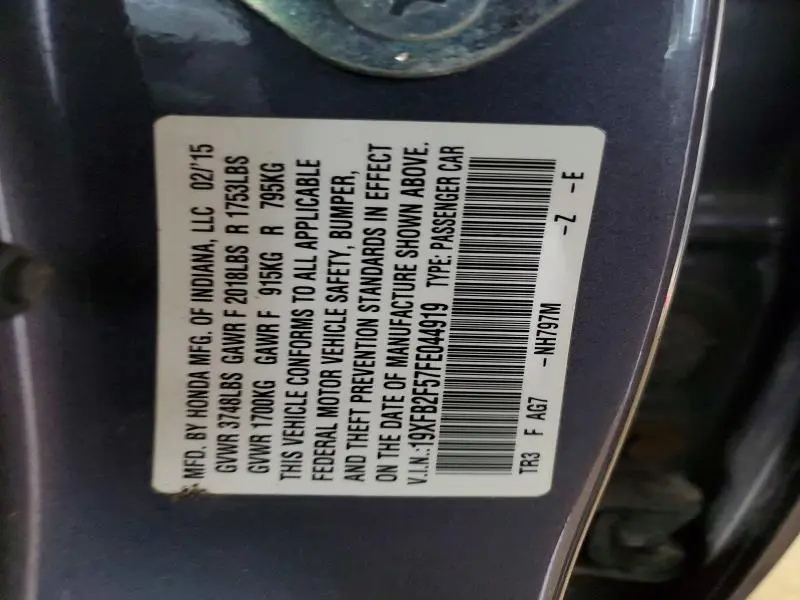 MFD. BY HONDA MFG. OF INDIANA, LLC 02/'15
GVWR 3748LBS GAWR F 2018LBS R 1753LBS
GVWR 1700KG GAWR F 915KG R 795KG
THIS VEHICLE CONFORMS TO ALL APPLICABLE
FEDERAL MOTOR VEHICLE SAFETY, BUMPER,
AND THEFT PREVENTION STANDARDS IN EFFECT
ON THE DATE OF MANUFACTURE SHOWN ABOVE.
V.I.N.:19XFB2F57FE044919 TYPE: PASSENGER CAR
TR3 F AG7 -NH797M -Z -E